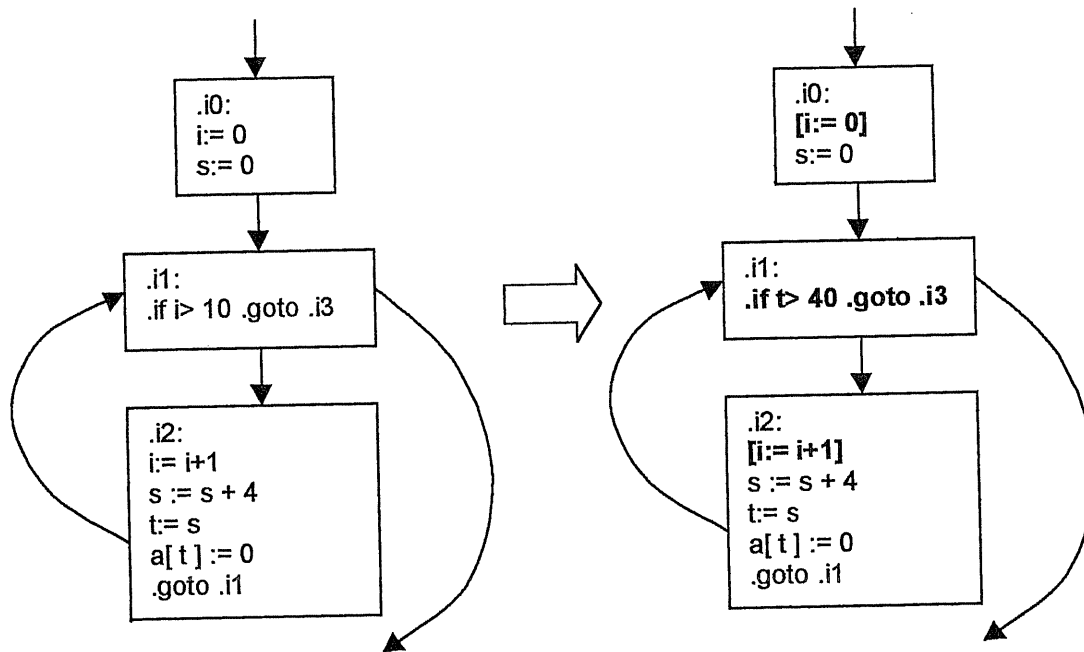 .i0:
i:= 0
s:= 0
.i1:
.if i> 10 .goto .i3
.i2:
i:= i+1
s := s + 4
t:= s
a[ t ] := 0
.goto .i1
.i0:
[i:= 0]
s:= 0
.i1:
.if t> 40 .goto .i3
.i2:
[i:= i+1]
s := s + 4
t:= s
a[ t ] := 0
.goto .i1